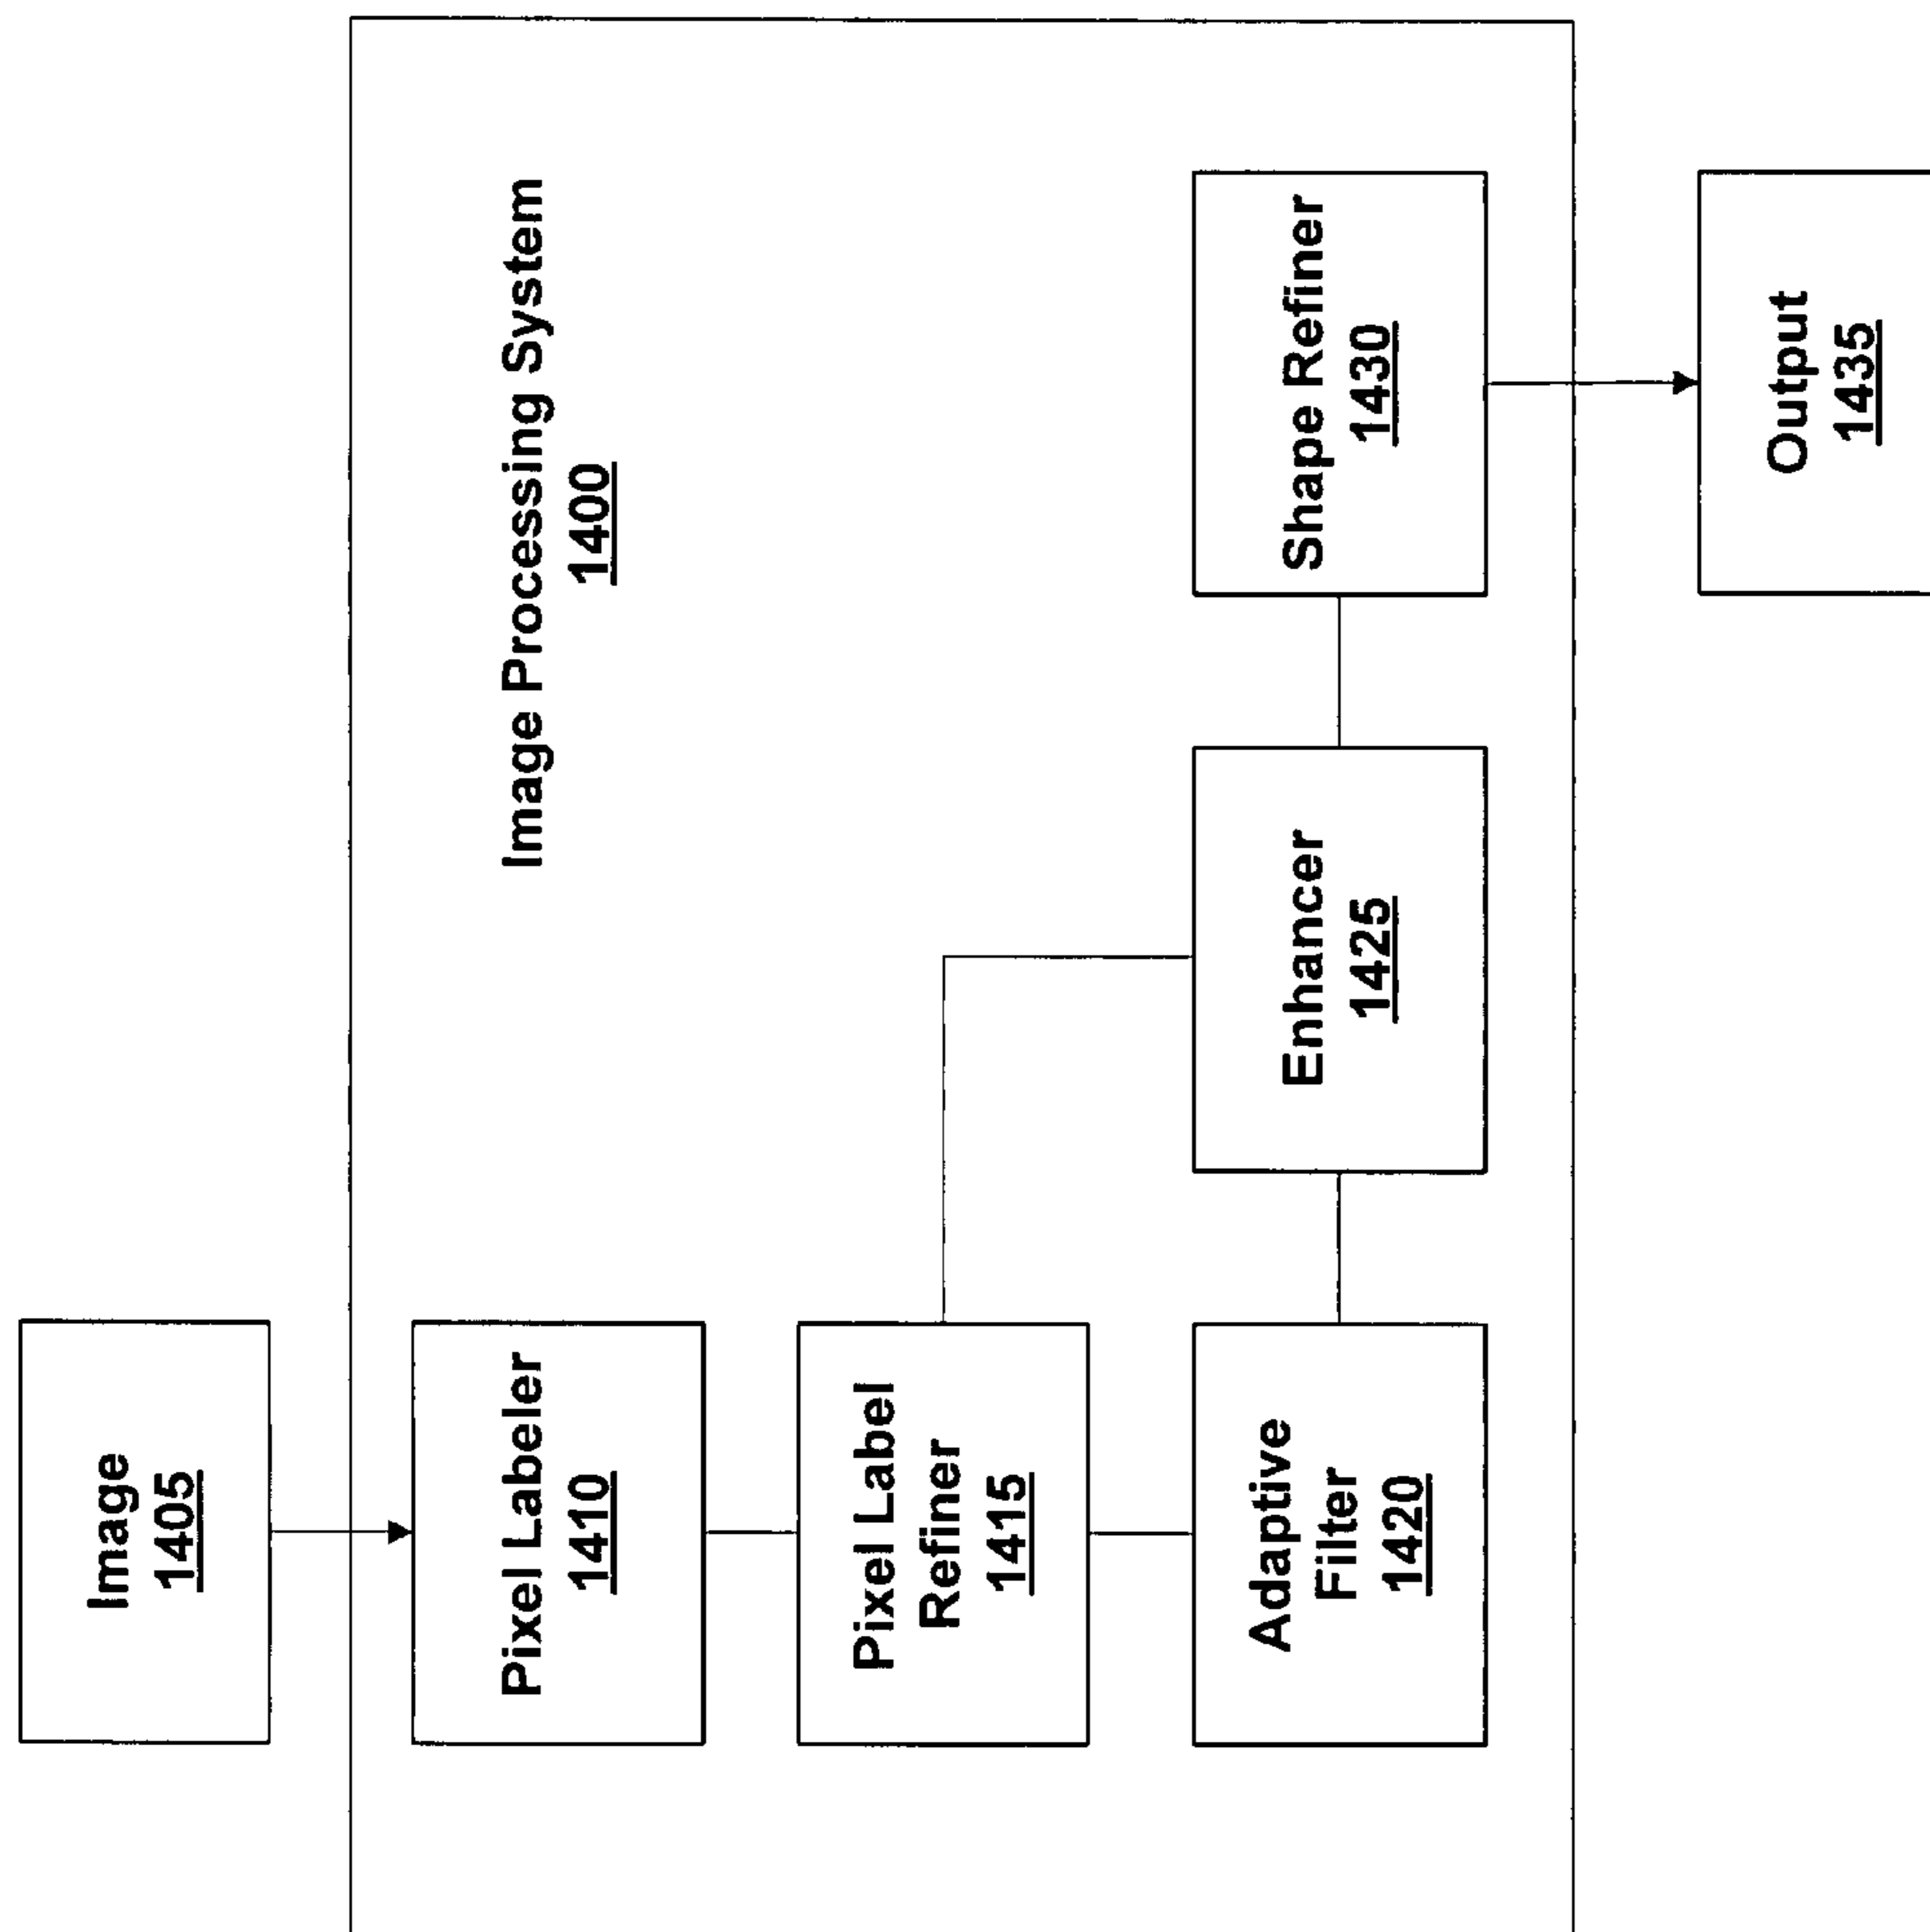 Image
1405
Image Processing System
1400
Pixel Labeler
1410
Pixel Label
Refiner
1415
Adaptive
Filter
1420
Enhancer
1425
Shape Refiner
1430
Output
1435